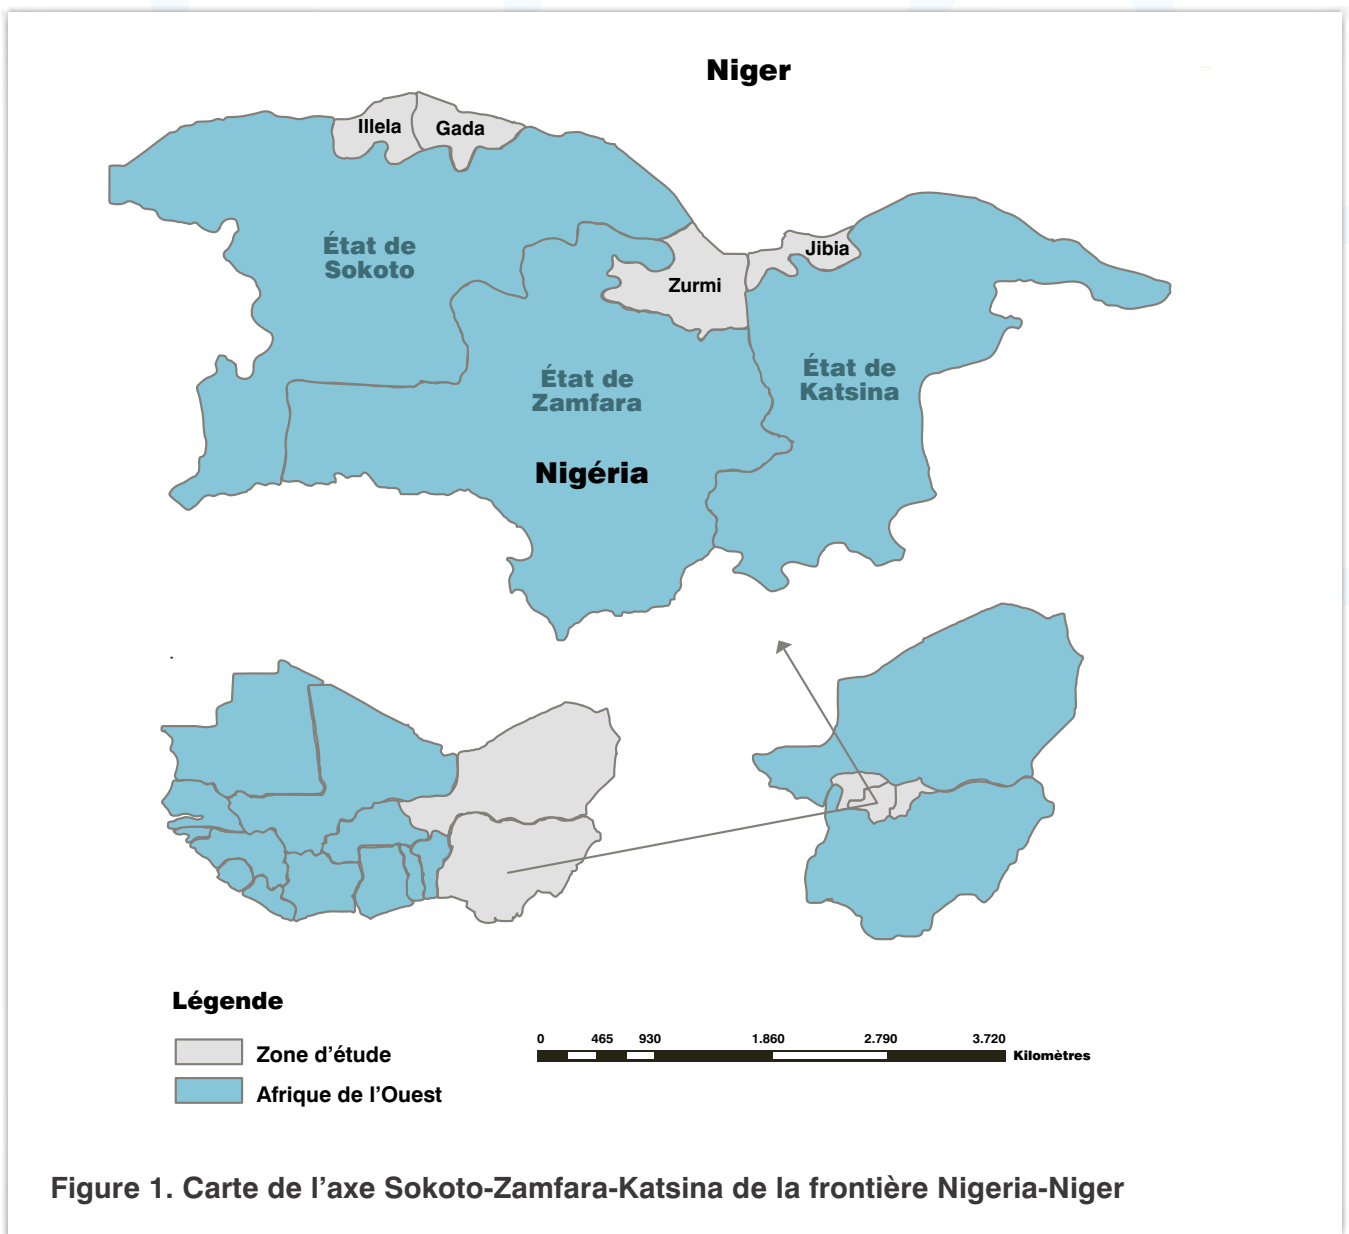 Niger
Illela
Gada
État de
Sokoto
Jibia
Zurmi
État de
Zamfara
État de
Katsina
Nigéria
Légende
Zone d’étude
Afrique de l’Ouest
0 465 930 1.860 2.790 3.720
Kilomètres
Figure 1. Carte de l’axe Sokoto-Zamfara-Katsina de la frontière Nigeria-Niger